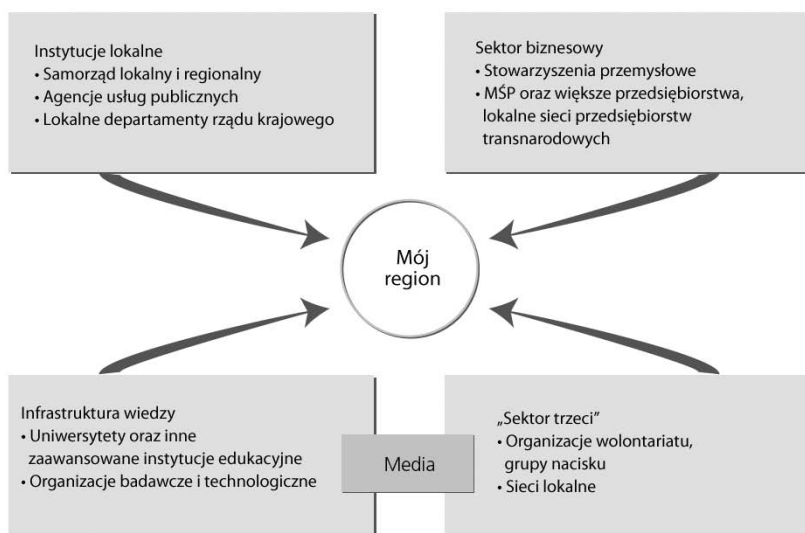 Instytucje lokalne
• Samorząd lokalny i regionalny
• Agencje usług publicznych
• Lokalne departamenty rządu krajowego
Sektor biznesowy
• Stowarzyszenia przemysłowe
• MŚP oraz większe przedsiębiorstwa,
lokalne sieci przedsiębiorstw
transnarodowych
Mój
region
Infrastruktura wiedzy
• Uniwersytety oraz inne
zaawansowane instytucje edukacyjne
• Organizacje badawcze i technologiczne
Media
„Sektor trzeci”
• Organizacje wolontariatu,
grupy nacisku
• Sieci lokalne